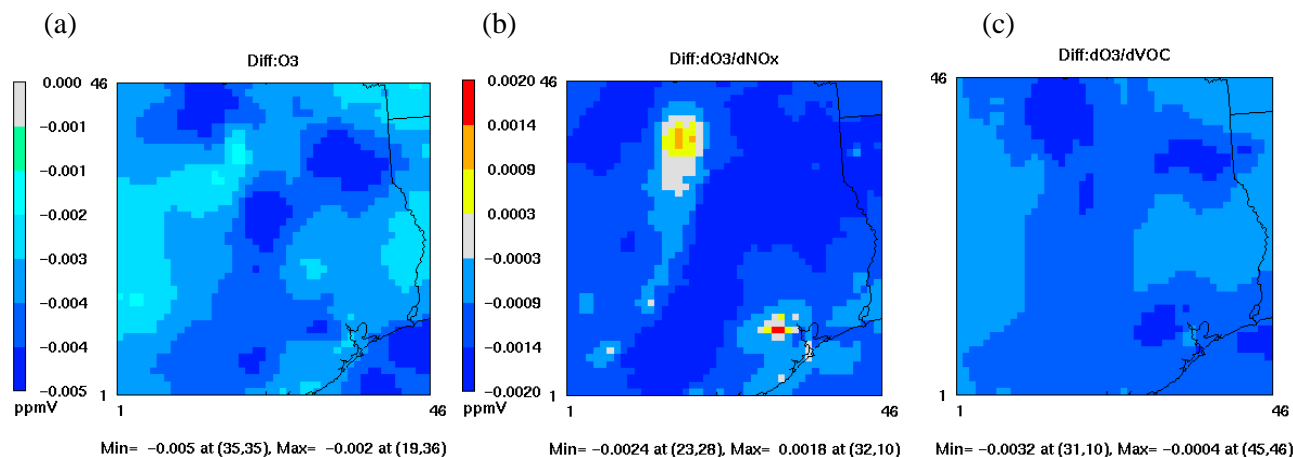 (a)
(b)
(c)
Diff:O3
Diff:dO3/dNOx
Diff:dO3/dVOC
0.000
−0.001
−0.001
−0.002
−0.003
−0.004
−0.004
−0.005
ppmV
46
1
1
46
Min= −0.005 at (35,35), Max= −0.002 at (19,36)
0.0020
0.0014
0.0009
0.0003
−0.0003
−0.0009
−0.0014
−0.0020
ppmV
46
1
1
46
Min= −0.0024 at (23,28), Max= 0.0018 at (32,10)
46
1
1
46
Min= −0.0032 at (31,10), Max= −0.0004 at (45,46)